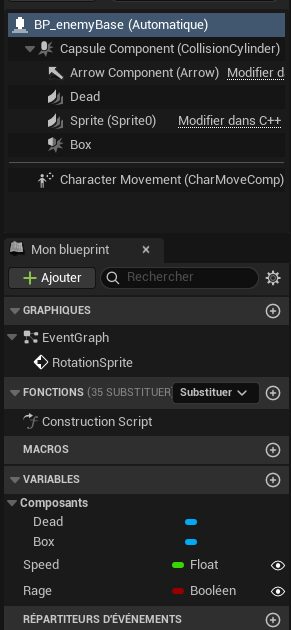 BP_enemyBase (Automatique)
Capsule Component (CollisionCylinder)
Arrow Component (Arrow) Modifier d
Dead
Sprite (Sprite0) Modifier dans C++
Box
Character Movement (CharMoveComp)
Mon blueprint
Ajouter
Rechercher
GRAPHIQUES
EventGraph
RotationSprite
FONCTIONS (35 SUBSTITUER Substituer
Construction Script
MACROS
VARIABLES
Composants
Dead
Box
Speed Float
Rage Booléen
RÉPARTITEURS D'ÉVÉNEMENTS